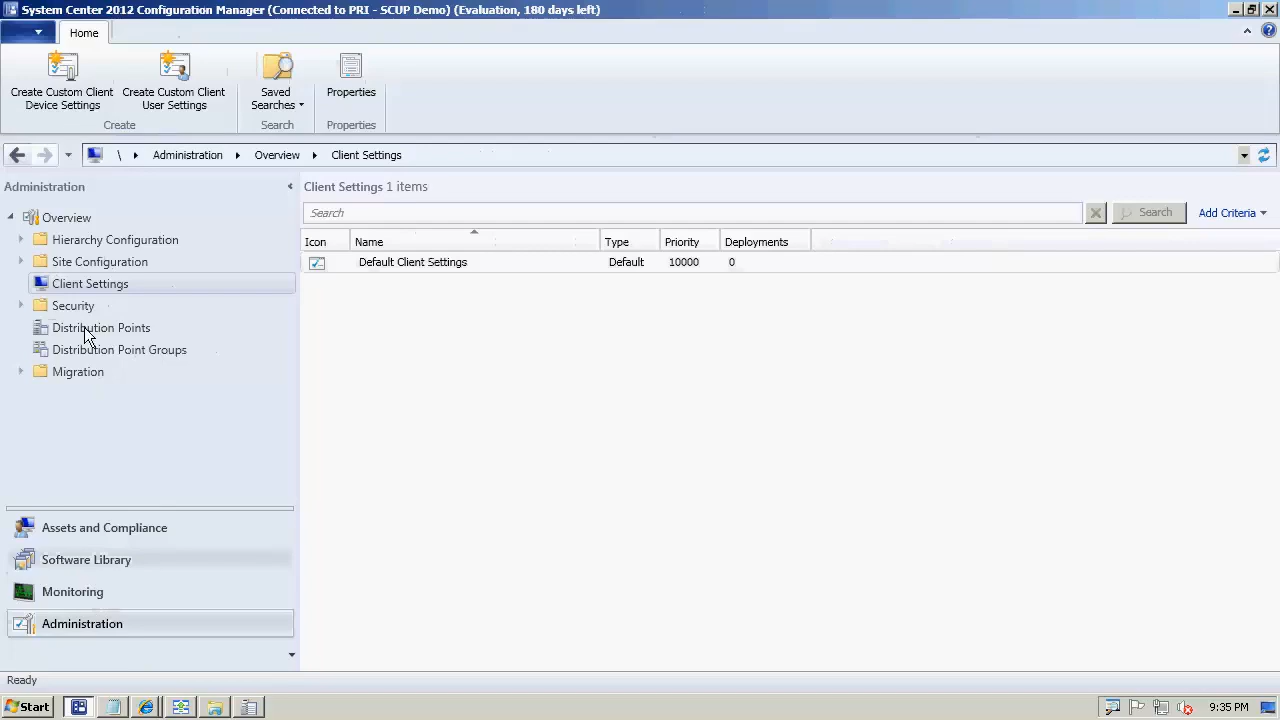 System Center 2012 Configuration Manager (Connected to PRI - SCUP Demo) (Evaluation, 180 days left)
Home
Create Custom Client Device Settings
Create Custom Client User Settings
Saved Searches
Properties
Create
Search
Properties
\ Administration Overview Client Settings
Administration
Overview
Hierarchy Configuration
Site Configuration
Client Settings
Security
Distribution Points
Distribution Point Groups
Migration
Assets and Compliance
Software Library
Monitoring
Administration
Client Settings 1 items
Search
Search
Add Criteria
Icon Name Type Priority Deployments
Default Client Settings Default 10000 0
Ready
Start
9:35 PM